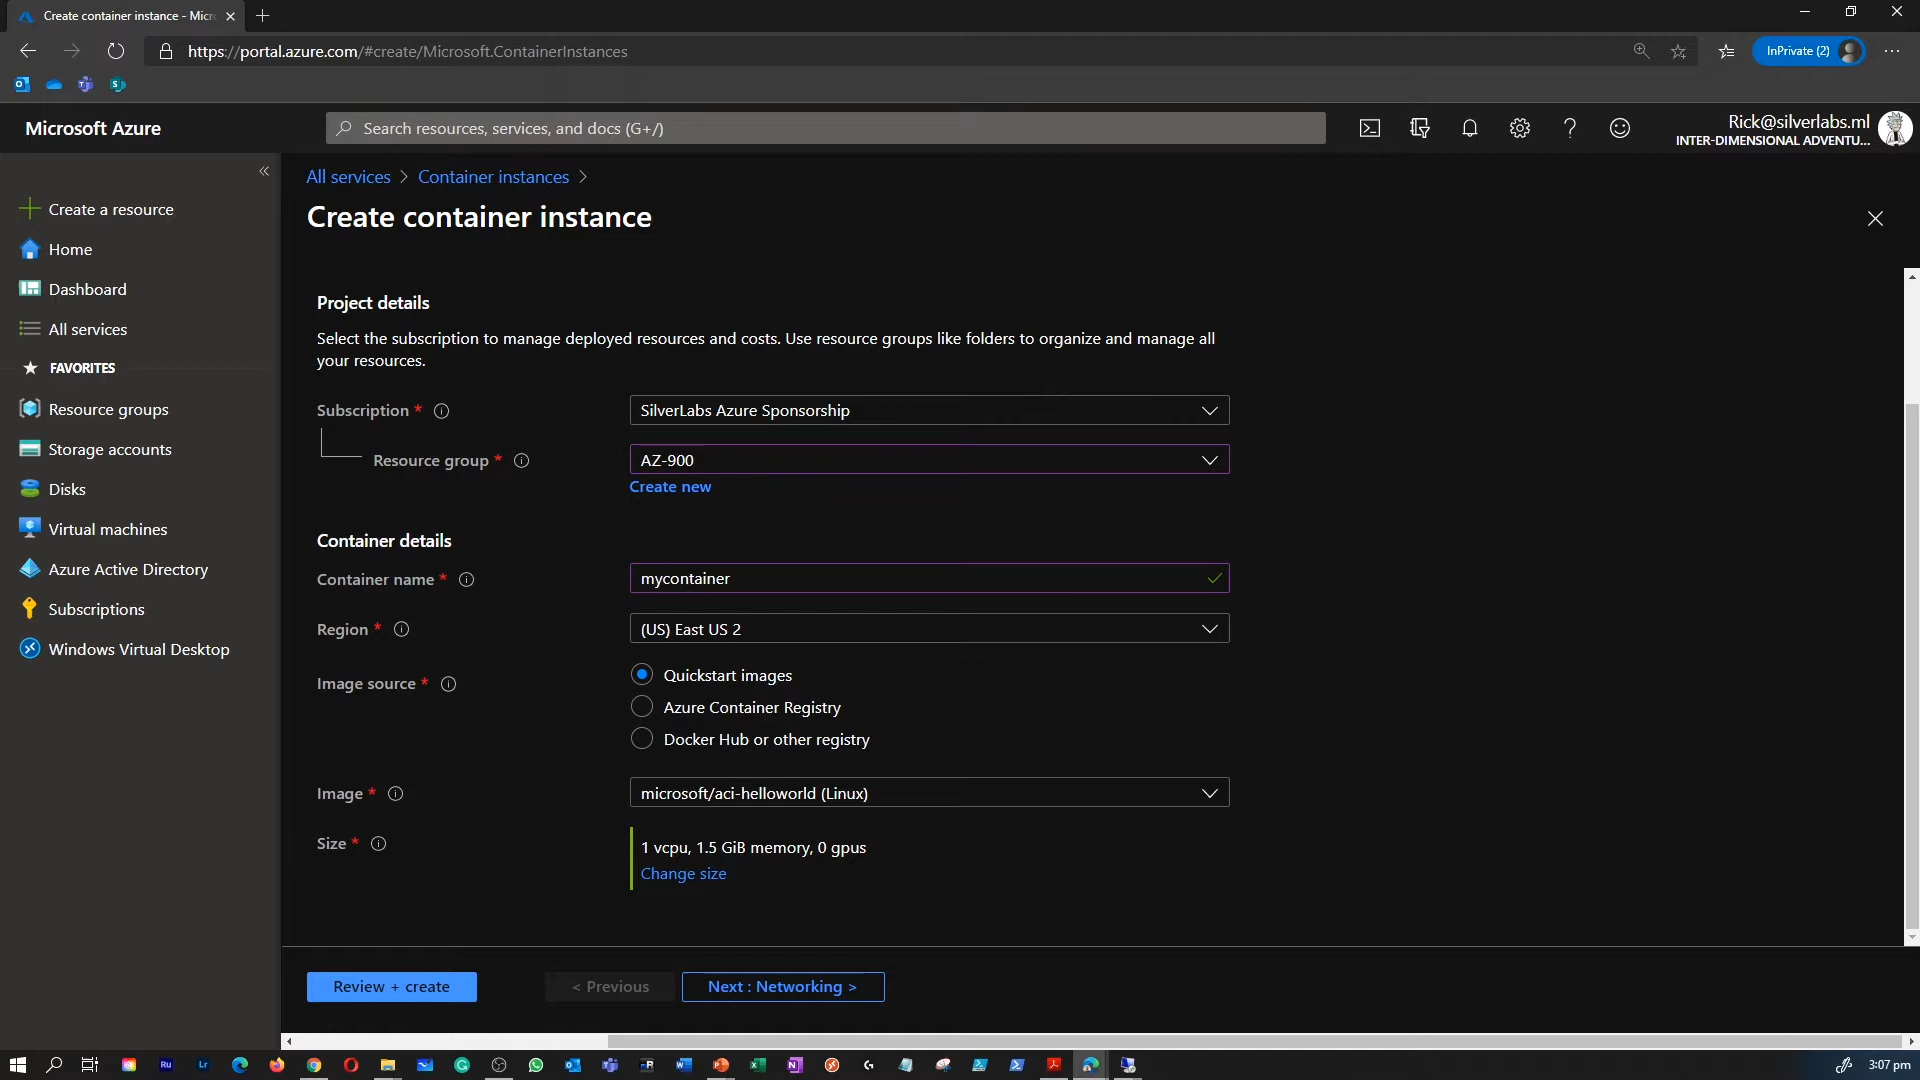 Create container instance - Micr
https://portal.azure.com/#create/Microsoft.ContainerInstances
InPrivate (2)
Microsoft Azure
Search resources, services, and docs (G+/)
Rick@silverlabs.ml
INTER-DIMENSIONAL ADVENTU...
All services > Container instances >
Create container instance
Create a resource
Home
Dashboard
All services
FAVORITES
Resource groups
Storage accounts
Disks
Virtual machines
Azure Active Directory
Subscriptions
Windows Virtual Desktop
Project details
Select the subscription to manage deployed resources and costs. Use resource groups like folders to organize and manage all
your resources.
Subscription * SilverLabs Azure Sponsorship
Resource group * AZ-900
Create new
Container details
Container name * mycontainer
Region * (US) East US 2
Image source * Quickstart images
Azure Container Registry
Docker Hub or other registry
Image * microsoft/aci-helloworld (Linux)
Size * 1 vcpu, 1.5 GiB memory, 0 gpus
Change size
Review + create
< Previous
Next : Networking >
Ru
Lr
3:07 pm